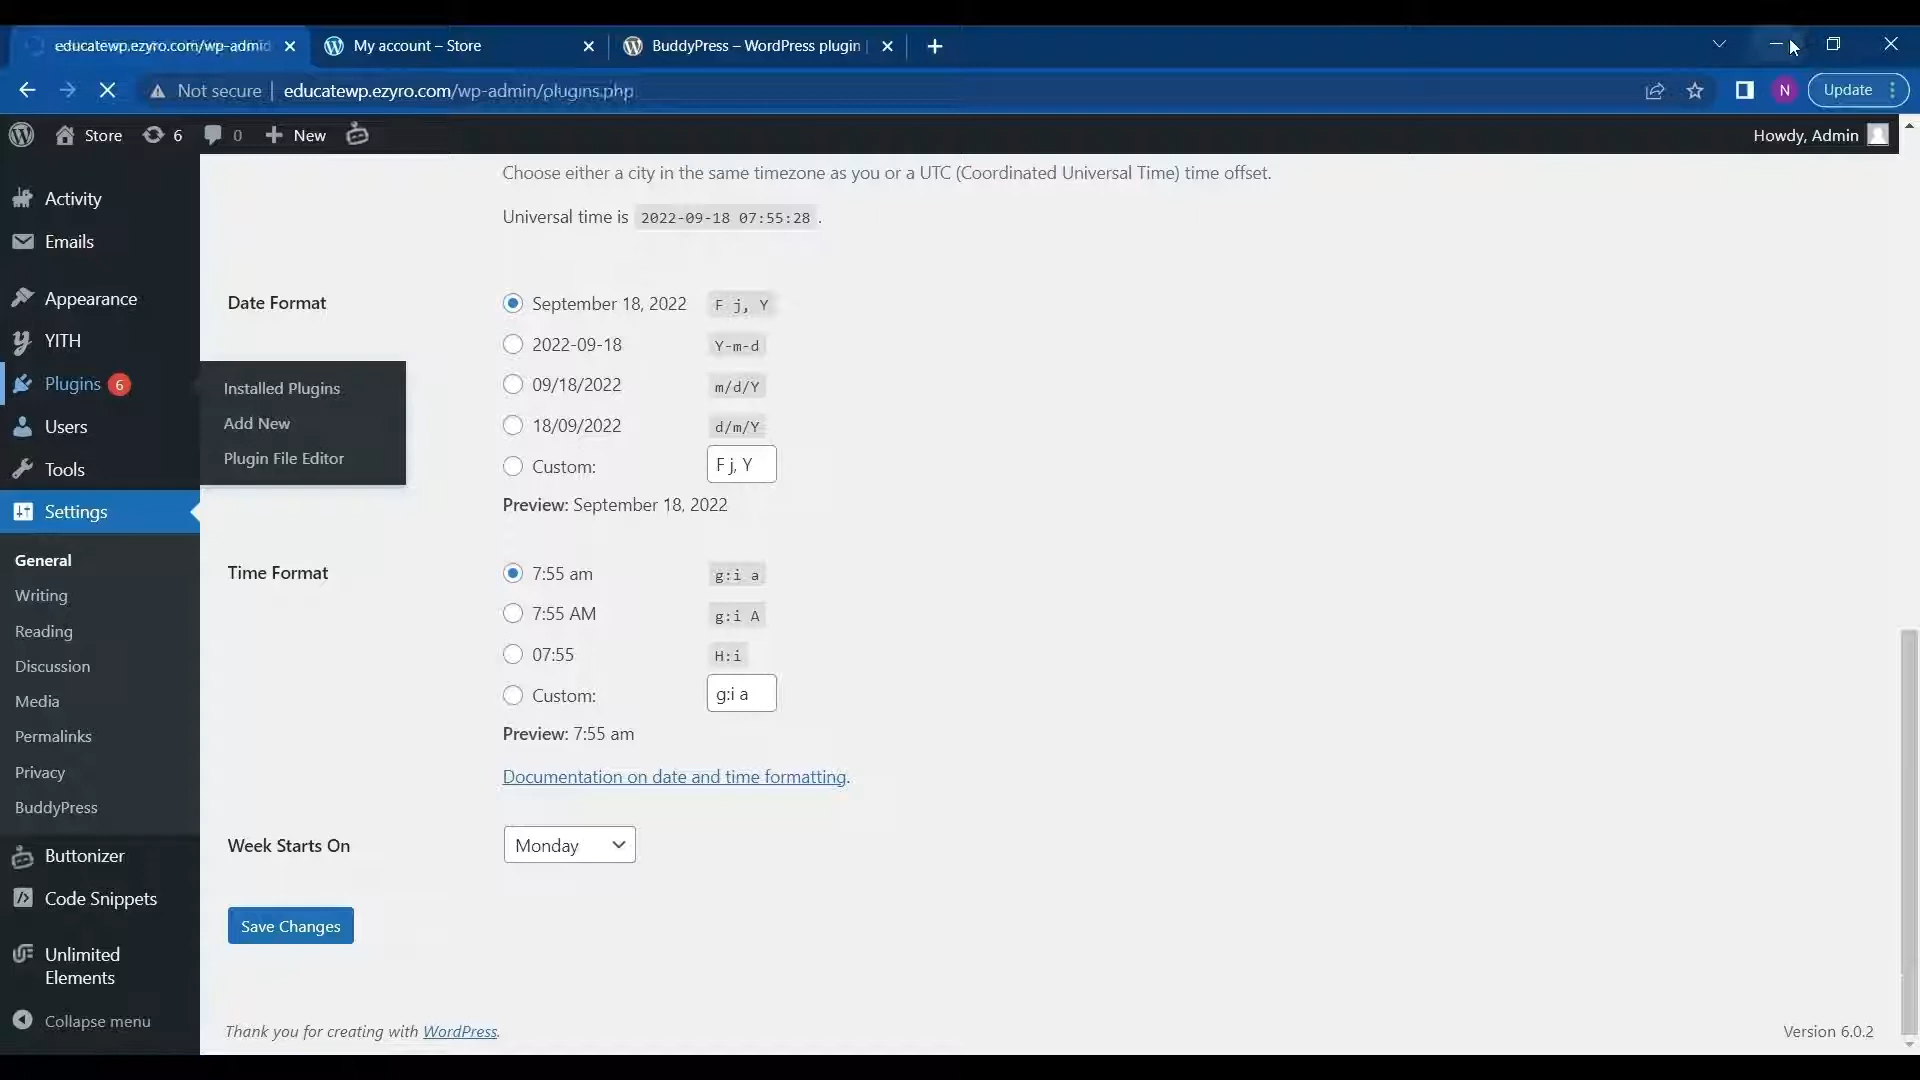 educatewp.ezyro.com/wp-admin
My account – Store
BuddyPress – WordPress plugin
Not secure
educatewp.ezyro.com/wp-admin/plugins.php
N
Update
Store
6
0
New
Howdy, Admin
Activity
Emails
Appearance
YITH
Plugins 6
Installed Plugins
Add New
Plugin File Editor
Users
Tools
Settings
General
Writing
Reading
Discussion
Media
Permalinks
Privacy
BuddyPress
Buttonizer
Code Snippets
Unlimited
Elements
Collapse menu
Choose either a city in the same timezone as you or a UTC (Coordinated Universal Time) time offset.
Universal time is 2022-09-18 07:55:28 .
Date Format
September 18, 2022 F j, Y
2022-09-18 Y-m-d
09/18/2022 m/d/Y
18/09/2022 d/m/Y
Custom: F j, Y
Preview: September 18, 2022
Time Format
7:55 am g:i a
7:55 AM g:i A
07:55 H:i
Custom: g:i a
Preview: 7:55 am
Documentation on date and time formatting.
Week Starts On
Monday
Save Changes
Thank you for creating with WordPress.
Version 6.0.2